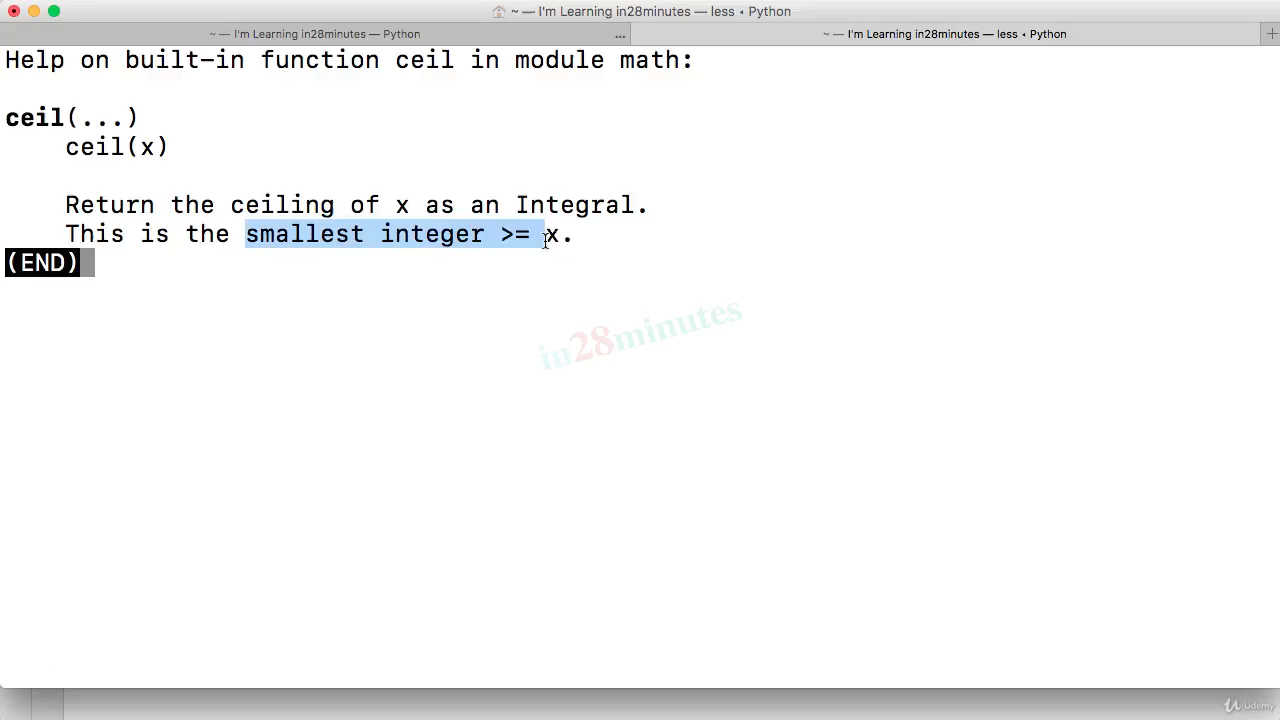 ~ — I'm Learning in28minutes — less ◂ Python
~ — I'm Learning in28minutes — Python
...
~ — I'm Learning in28minutes — less ◂ Python
Help on built-in function ceil in module math:
ceil(...)
ceil(x)
Return the ceiling of x as an Integral.
This is the smallest integer >= x.
(END)
in28minutes
Udemy